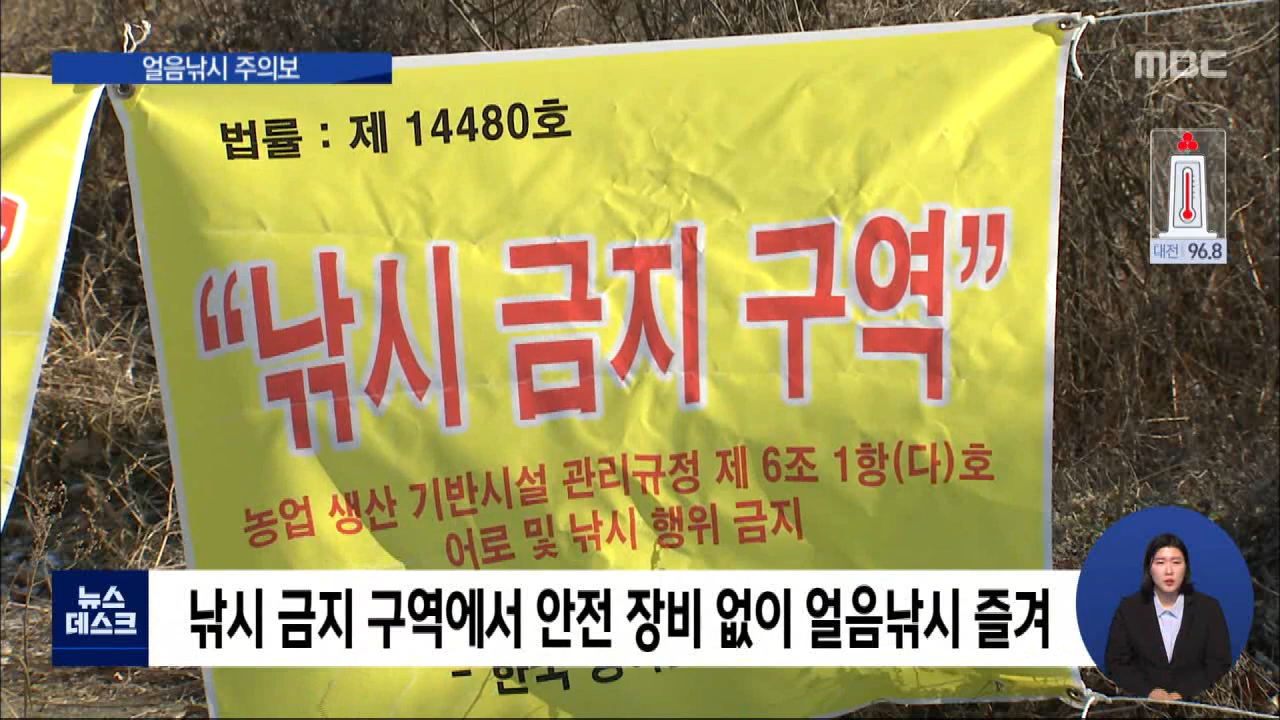 얼음낚시 주의보
MBC
법률 : 제 14480호
“낚시 금지 구역”
대전 96.8
농업 생산 기반시설 관리규정 제 6조 1항(다)호
어로 및 낚시 행위 금지
뉴스
데스크
낚시 금지 구역에서 안전 장비 없이 얼음낚시 즐겨